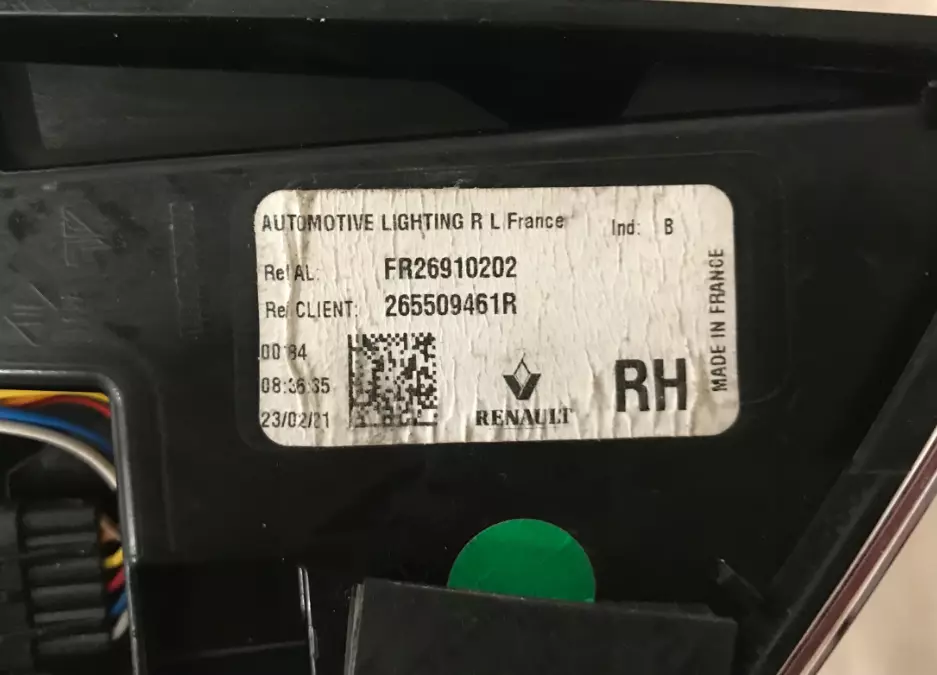 AUTOMOTIVE LIGHTING R L France Ind: B
Ref AL: FR26910202
Ref CLIENT: 265509461R
08:36:35
23/02/21
RENAULT
RH
MADE IN FRANCE